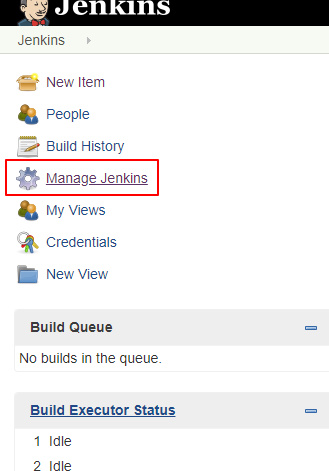 Jenkins
Jenkins
New Item
People
Build History
Manage Jenkins
My Views
Credentials
New View
Build Queue
No builds in the queue.
Build Executor Status
1 Idle
2 Idle